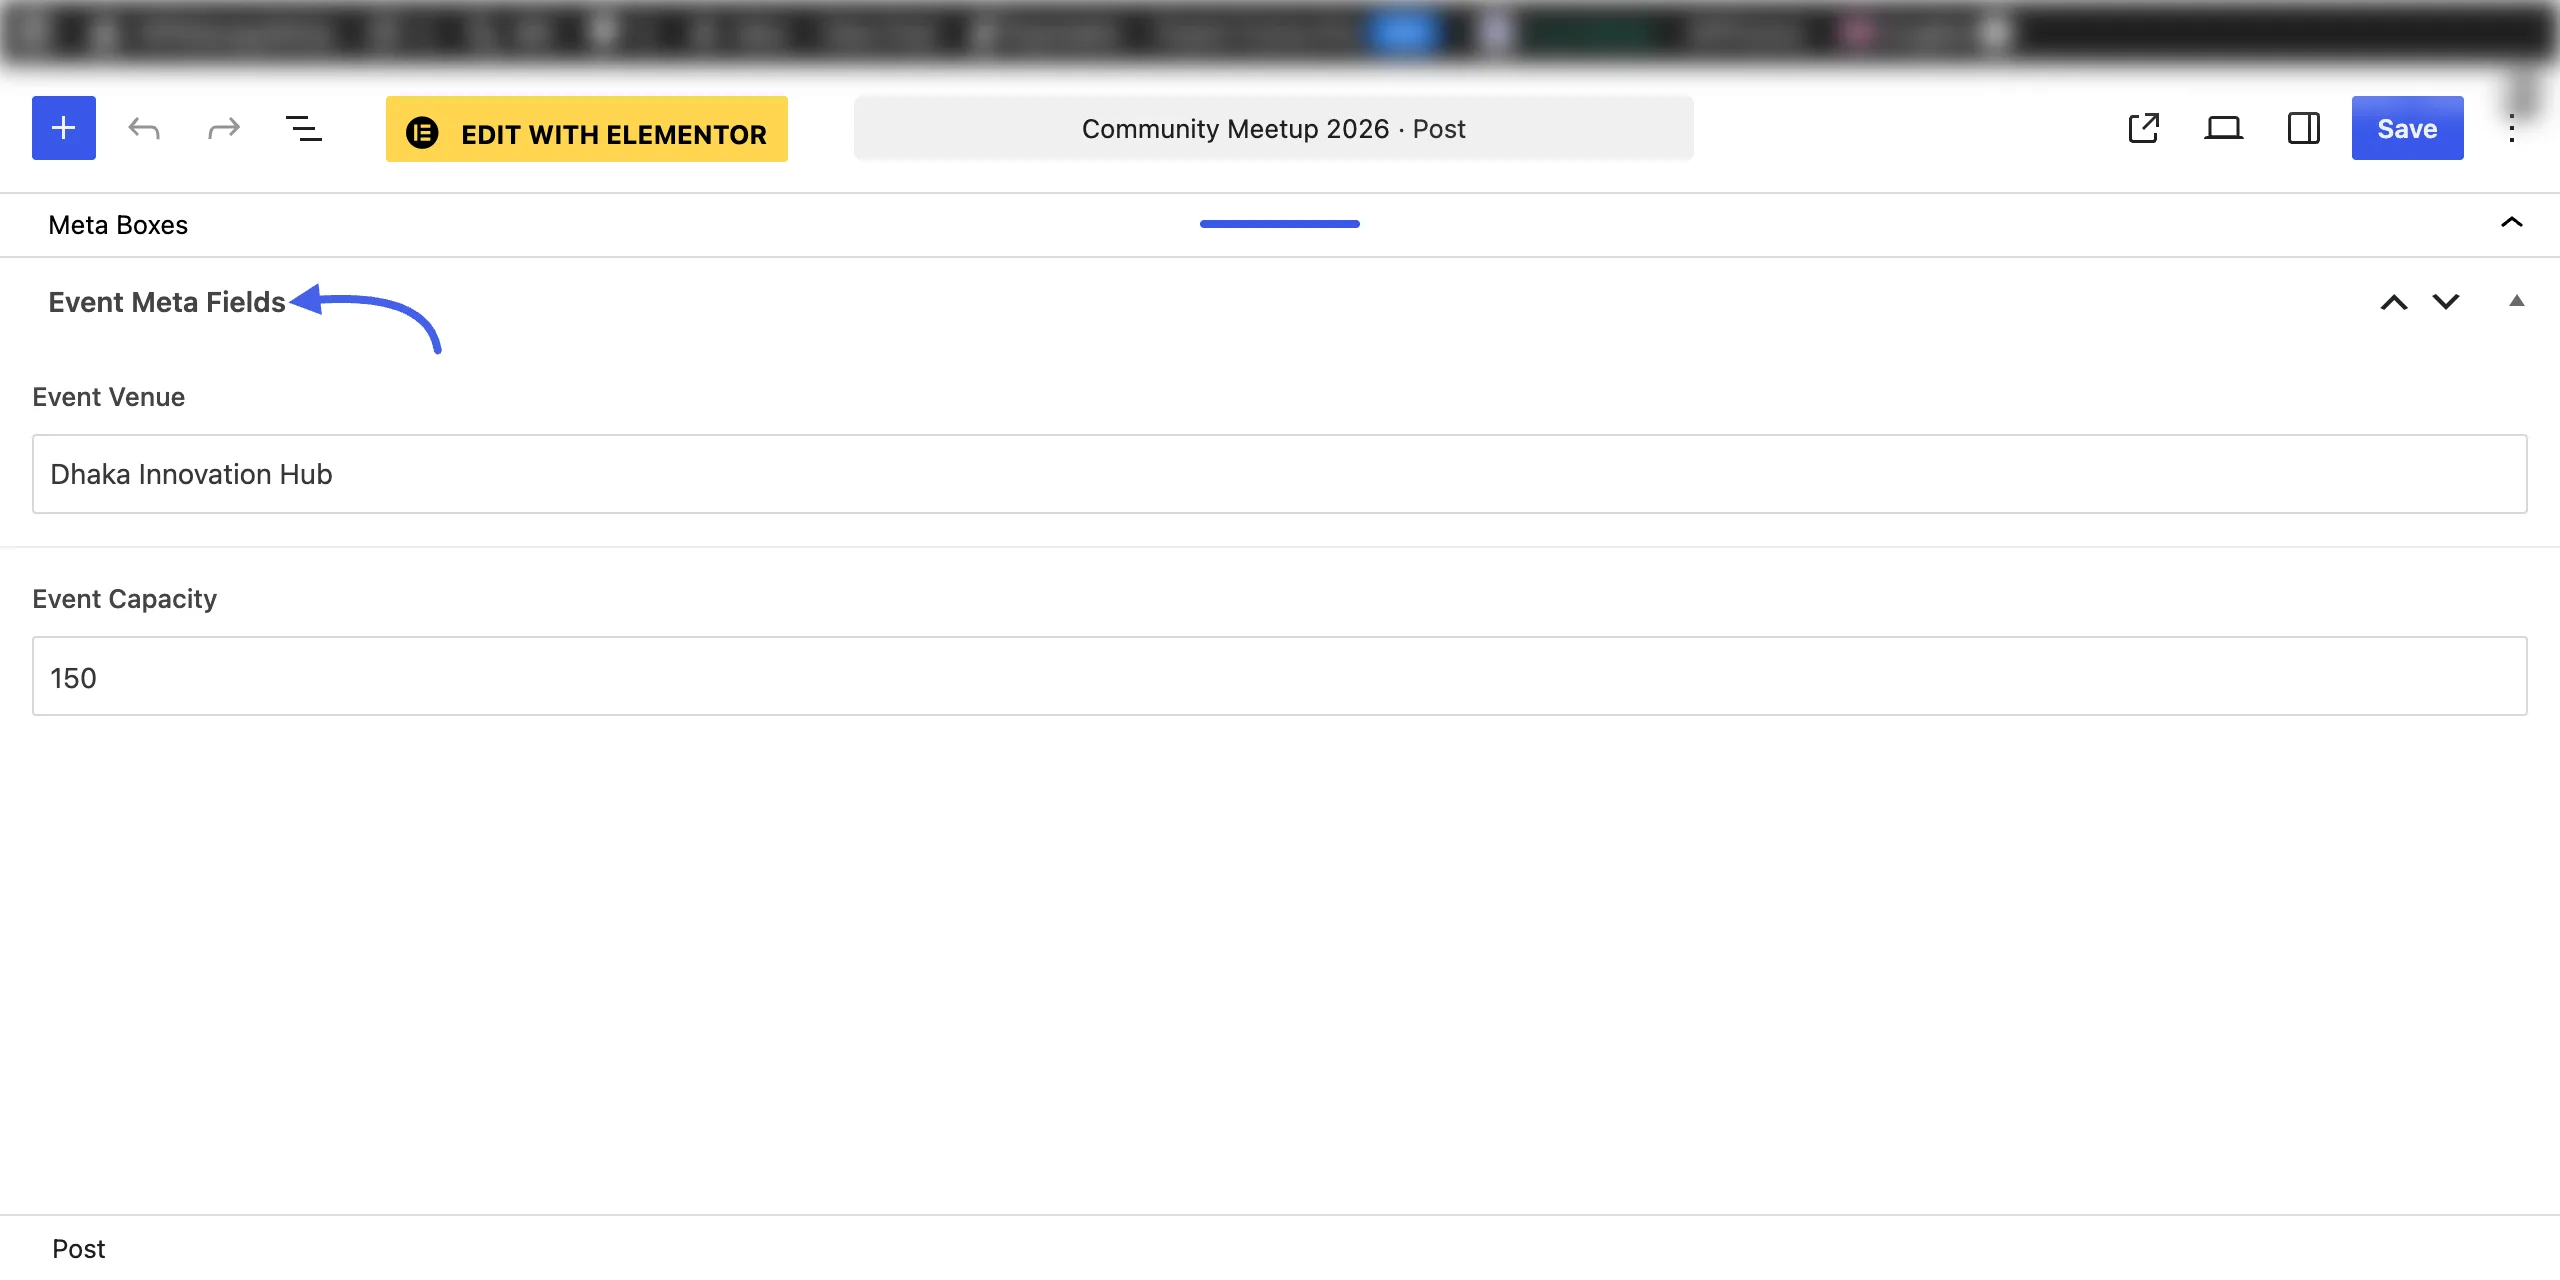 EDIT WITH ELEMENTOR
Community Meetup 2026 · Post
Save
Meta Boxes
Event Meta Fields
Event Venue
Dhaka Innovation Hub
Event Capacity
150
Post